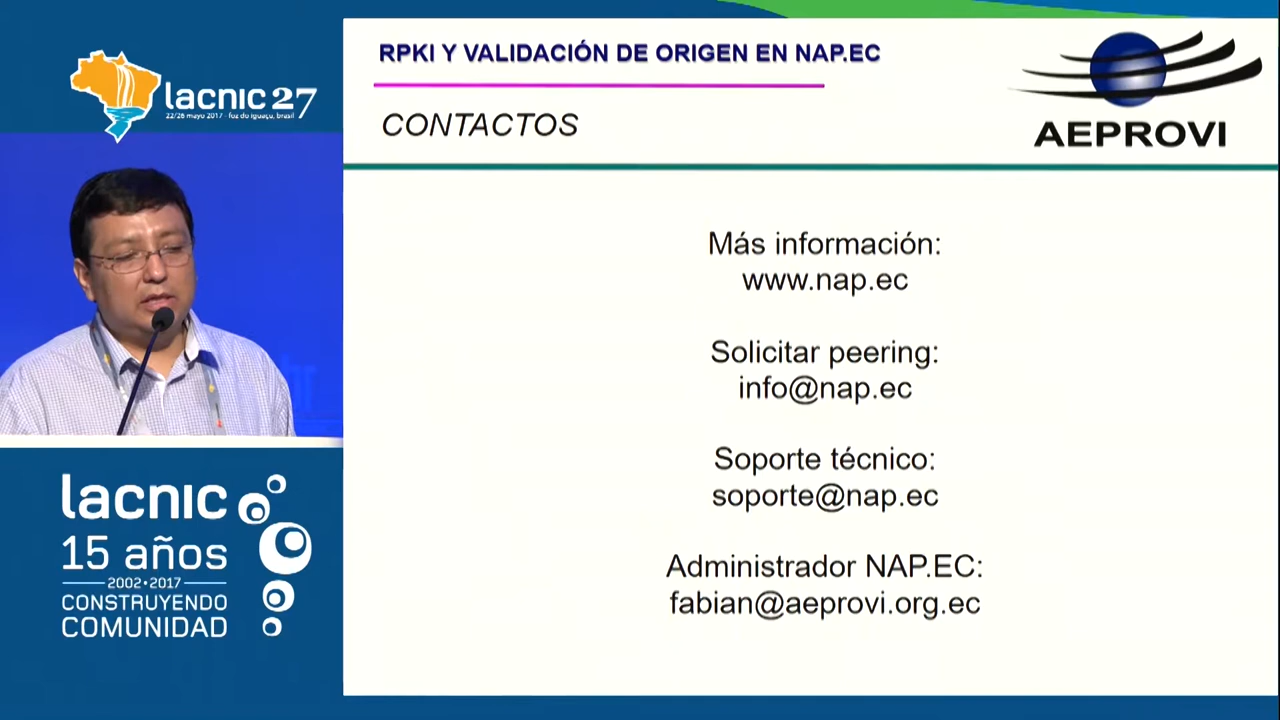 lacnic 27
22/26 mayo 2017 - foz do iguaçu, brasil
lacnic
15 años
2002•2017
CONSTRUYENDO
COMUNIDAD
RPKI Y VALIDACIÓN DE ORIGEN EN NAP.EC
CONTACTOS
AEPROVI
Más información:
www.nap.ec
Solicitar peering:
info@nap.ec
Soporte técnico:
soporte@nap.ec
Administrador NAP.EC:
fabian@aeprovi.org.ec